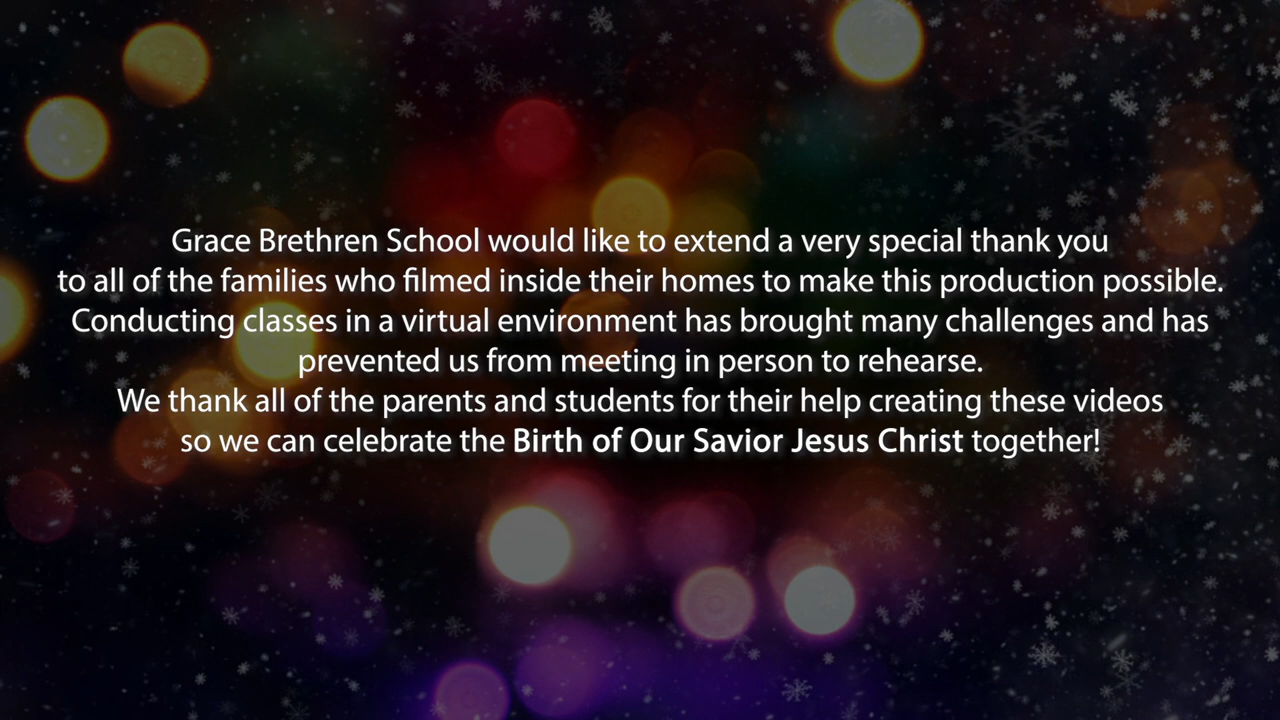 Grace Brethren School would like to extend a very special thank you
to all of the families who filmed inside their homes to make this production possible.
Conducting classes in a virtual environment has brought many challenges and has
prevented us from meeting in person to rehearse.
We thank all of the parents and students for their help creating these videos
so we can celebrate the Birth of Our Savior Jesus Christ together!